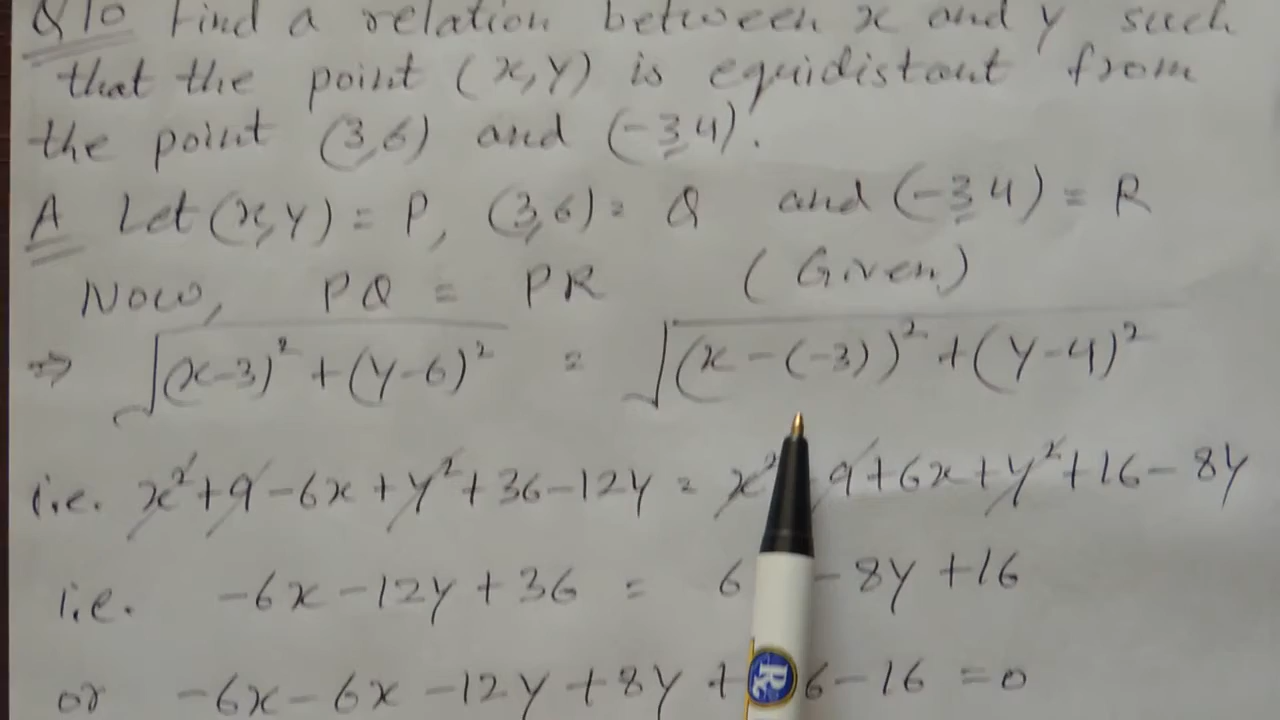 Q10 Find a relation between x and y such
that the point (x,y) is equidistant from
the point (3,6) and (-3,4).
A Let (x,y) = P, (3,6) = Q and (-3,4) = R
Now, PQ = PR (Given)
⇒ √(x-3)²+(y-6)² = √(x-(-3))²+(y-4)²
i.e. x²+9-6x+y²+36-12y = x² 9+6x+y²+16-8y
i.e. -6x-12y+36 = 6 -8y+16
or -6x-6x-12y+8y+ 6-16 = 0
R